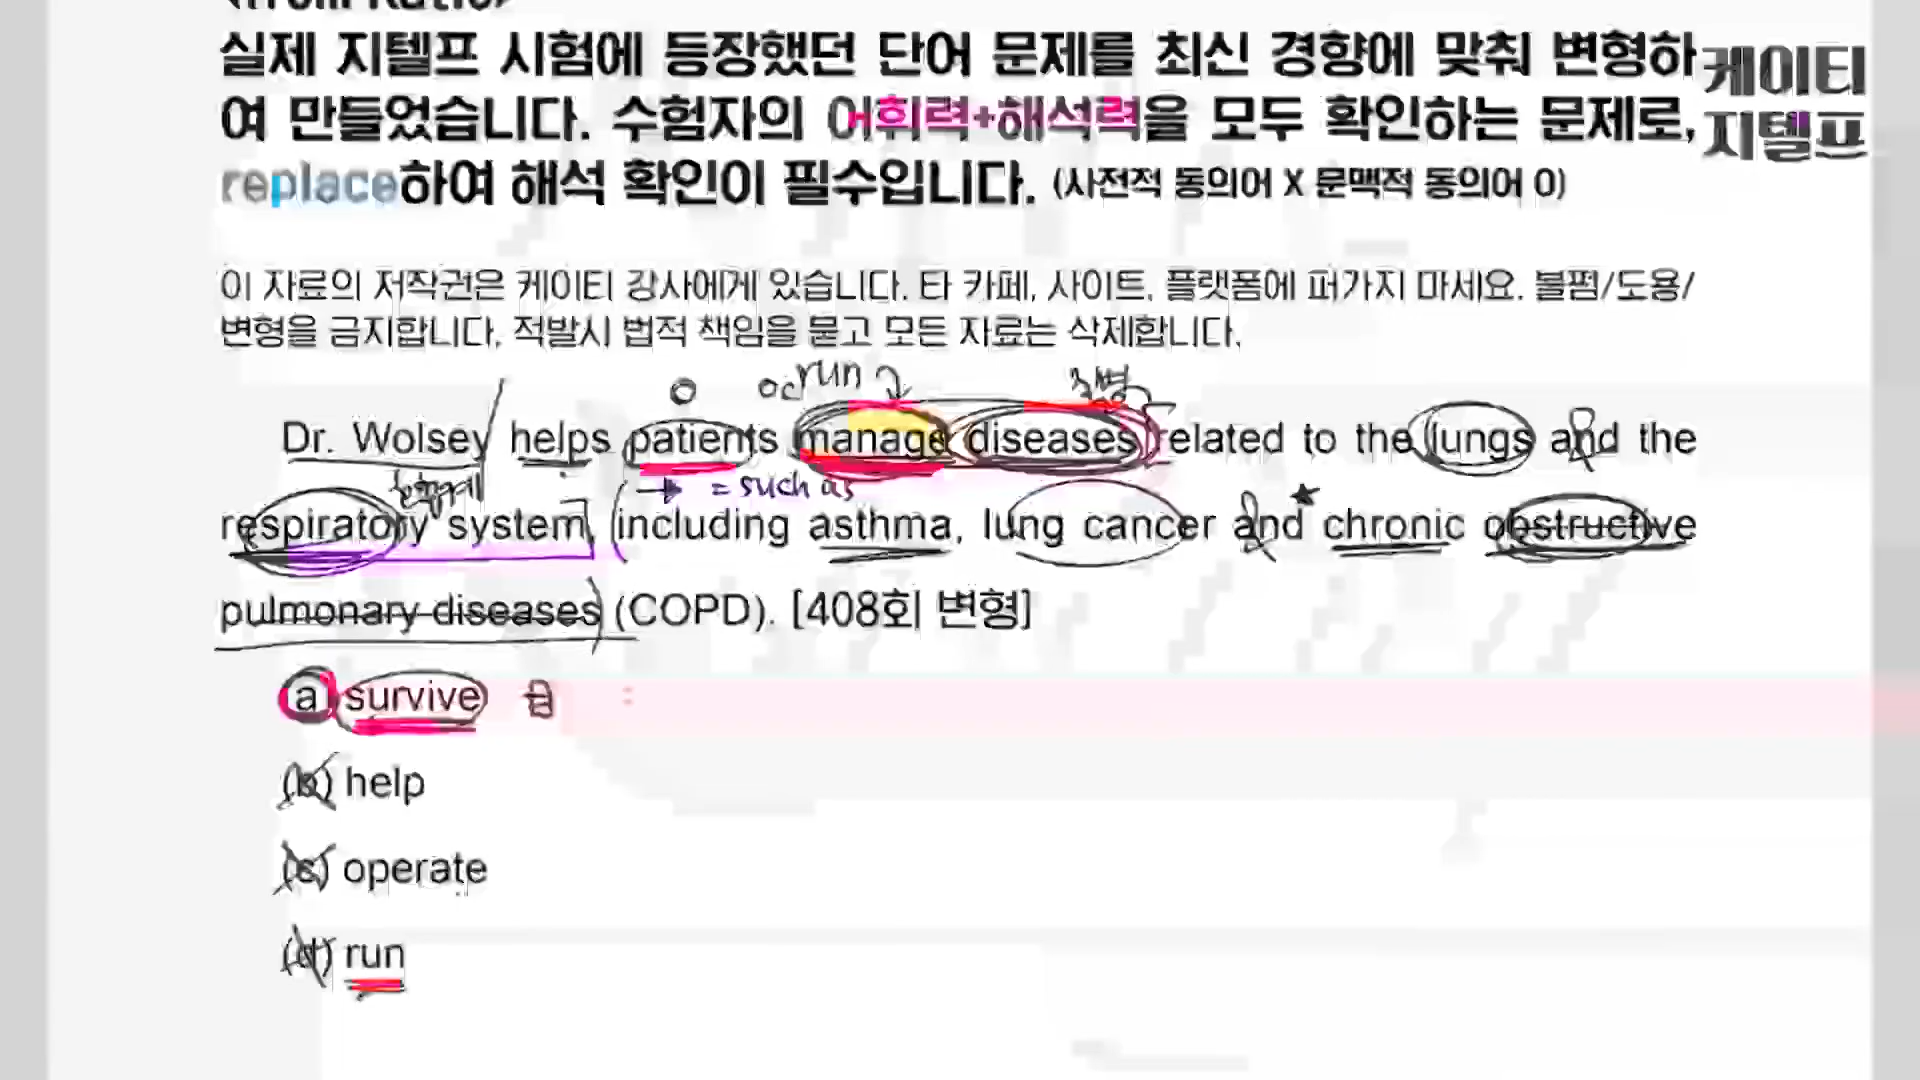 <from Katie>
실제 지텔프 시험에 등장했던 단어 문제를 최신 경향에 맞춰 변형하
케이티
여 만들었습니다. 수험자의 어휘력+해석력을 모두 확인하는 문제로,
지텔프
replace하여 해석 확인이 필수입니다. (사전적 동의어 X 문맥적 동의어 O)
이 자료의 저작권은 케이티 강사에게 있습니다. 타 카페, 사이트, 플랫폼에 퍼가지 마세요. 불펌/도용/
변형을 금지합니다. 적발시 법적 책임을 묻고 모든 자료는 삭제합니다.
run
질병
Dr. Wolsey helps patients manage diseases related to the lungs and the
= such as
respiratory system, including asthma, lung cancer and chronic obstructive
pulmonary diseases (COPD). [408회 변형]
(a) survive
(b) help
(c) operate
(d) run